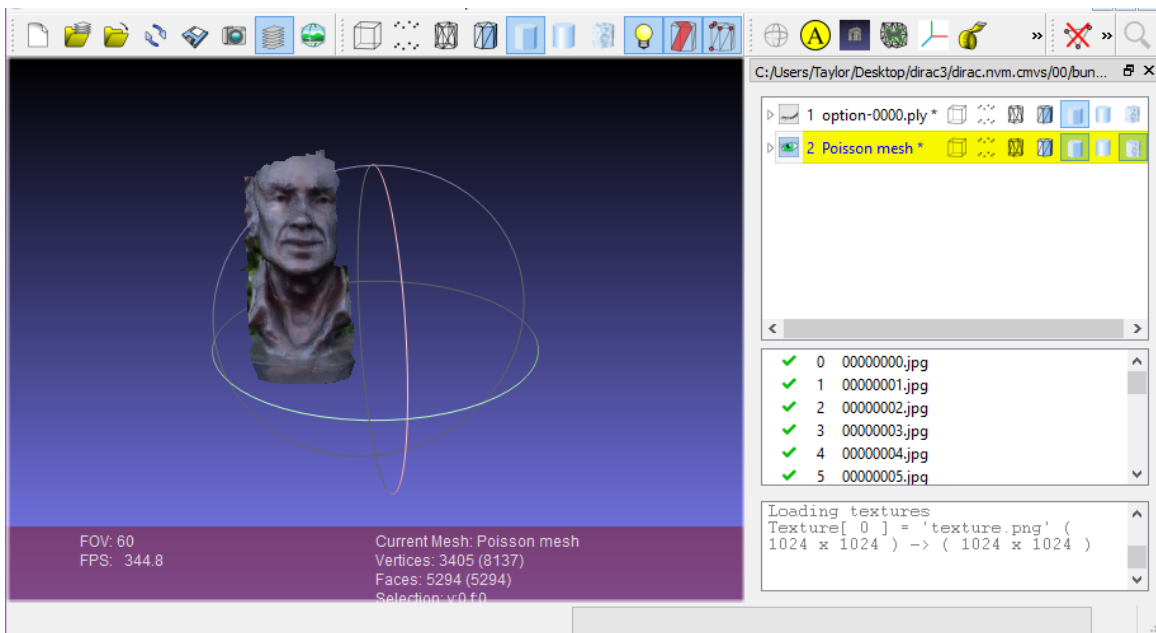 A
»
»
C:/Users/Taylor/Desktop/dirac3/dirac.nvm.cmvs/00/bun...
1 option-0000.ply *
2 Poisson mesh *
0 00000000.jpg
1 00000001.jpg
2 00000002.jpg
3 00000003.jpg
4 00000004.jpg
5 00000005.jpg
Loading textures
Texture[ 0 ] = 'texture.png' (
1024 x 1024 ) -> ( 1024 x 1024 )
FOV: 60
FPS: 344.8
Current Mesh: Poisson mesh
Vertices: 3405 (8137)
Faces: 5294 (5294)
Selection: v:0 f:0